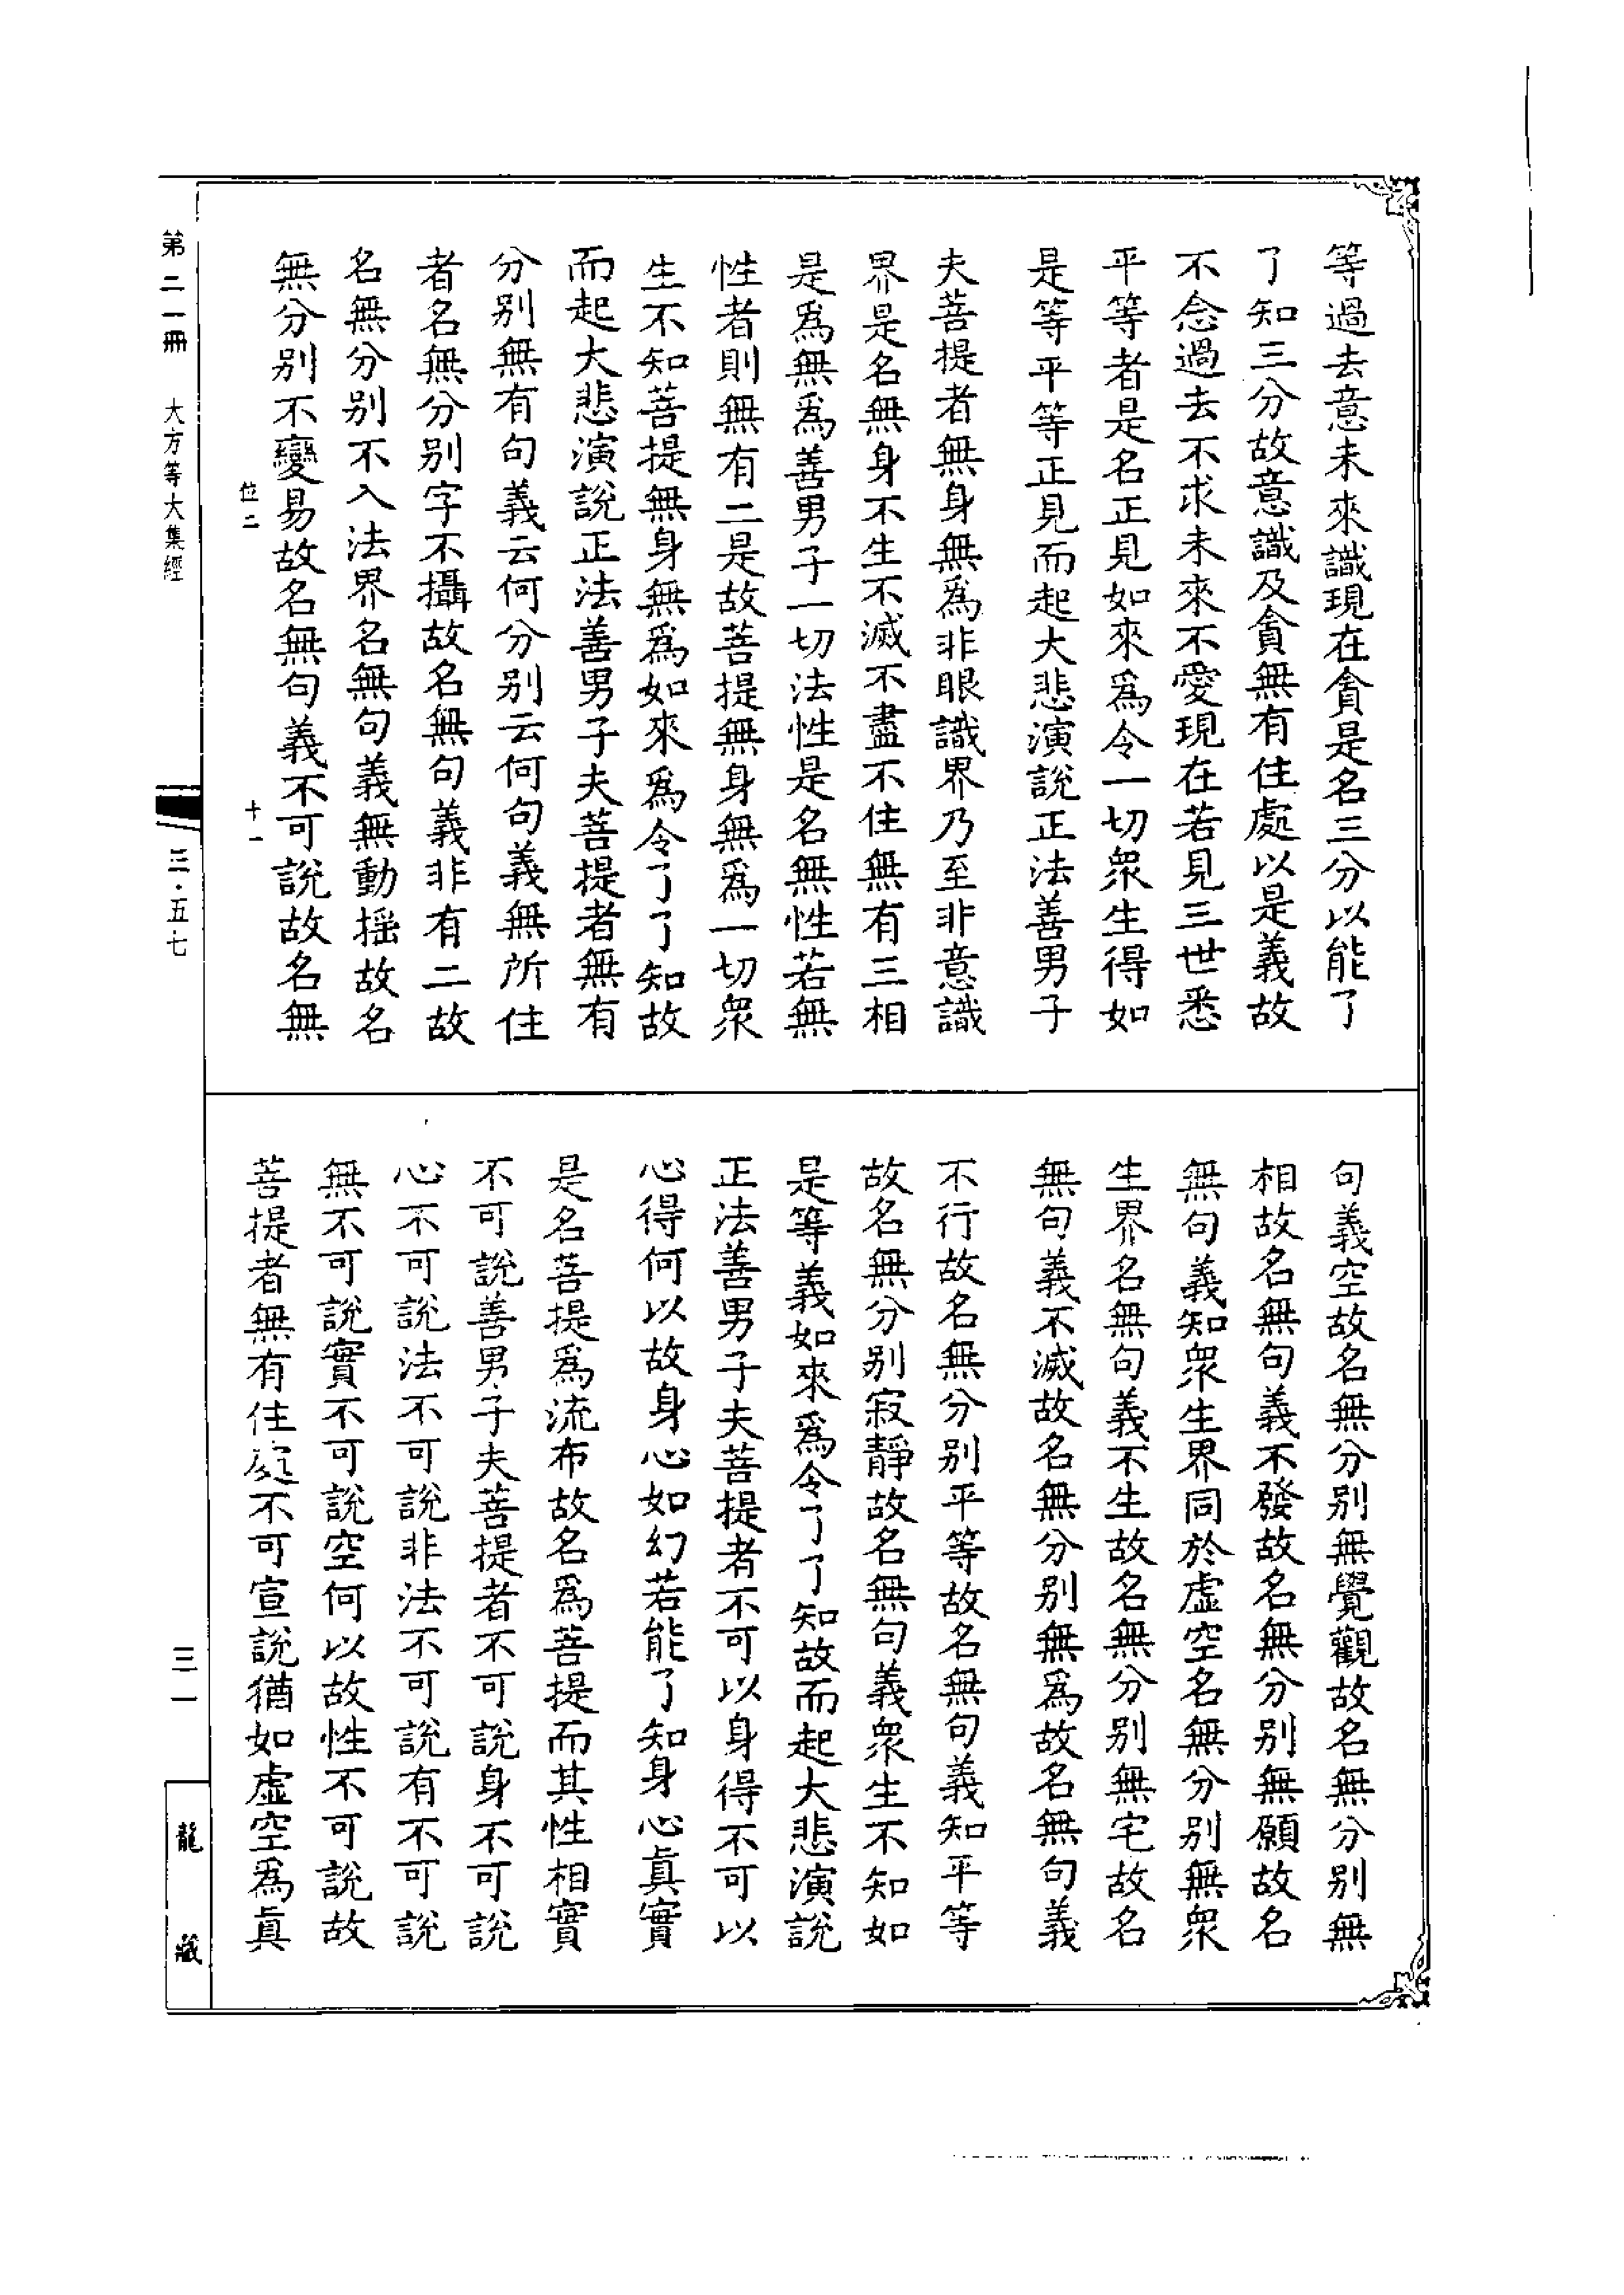 等過去意未來識現在貪是名三分以能了
了知三分故意識及貪無有住處以是義故
不念過去不求未來不愛現在若見三世悉
平等者是名正見如來爲令一切衆生得如
是等平等正見而起大悲演說正法善男子
夫菩提者無身無爲非眼識界乃至非意識
界是名無身不生不滅不盡不住無有三相
是爲無爲善男子一切法性是名無性若無
性者則無有二是故菩提無身無爲一切衆
生不知菩提無身無爲如來爲令了了知故
而起大悲演說正法善男子夫菩提者無有
分别無有句義云何分别云何句義無所住
者名無分别字不攝故名無句義非有二故
名無分别不入法界名無句義無動揺故名
無分别不變易故名無句義不可說故名無
位二
十一
句義空故名無分别無覺觀故名無分别無
相故名無句義不發故名無分别無願故名
無句義知衆生界同於虛空名無分别無衆
生界名無句義不生故名無分别無宅故名
無句義不滅故名無分别無爲故名無句義
不行故名無分别平等故名無句義知平等
故名無分别寂靜故名無句義衆生不知如
是等義如來爲令了了知故而起大悲演說
正法善男子夫菩提者不可以身得不可以
心得何以故身心如幻若能了知身心眞實
是名菩提爲流布故名爲菩提而其性相實
不可說善男子夫菩提者不可說身不可說
心不可說法不可說非法不可說有不可說
無不可說實不可說空何以故性不可說故
菩提者無有住處不可宣說猶如虛空爲眞
第二一冊 大方等大集經 三·五七
三一
龍藏